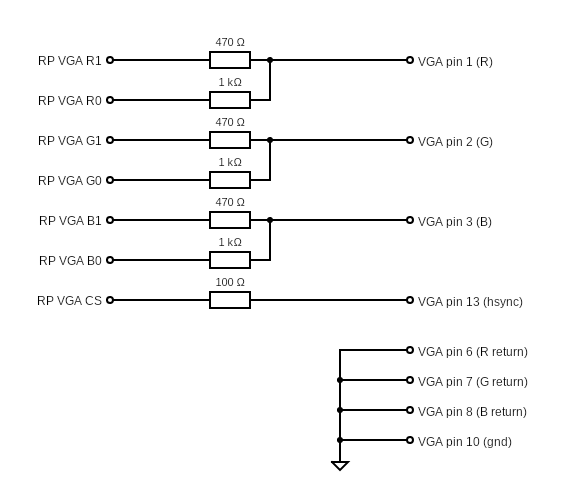 470 Ω
RP VGA R1
VGA pin 1 (R)
1 kΩ
RP VGA R0
470 Ω
RP VGA G1
VGA pin 2 (G)
1 kΩ
RP VGA G0
470 Ω
RP VGA B1
VGA pin 3 (B)
1 kΩ
RP VGA B0
100 Ω
RP VGA CS
VGA pin 13 (hsync)
VGA pin 6 (R return)
VGA pin 7 (G return)
VGA pin 8 (B return)
VGA pin 10 (gnd)